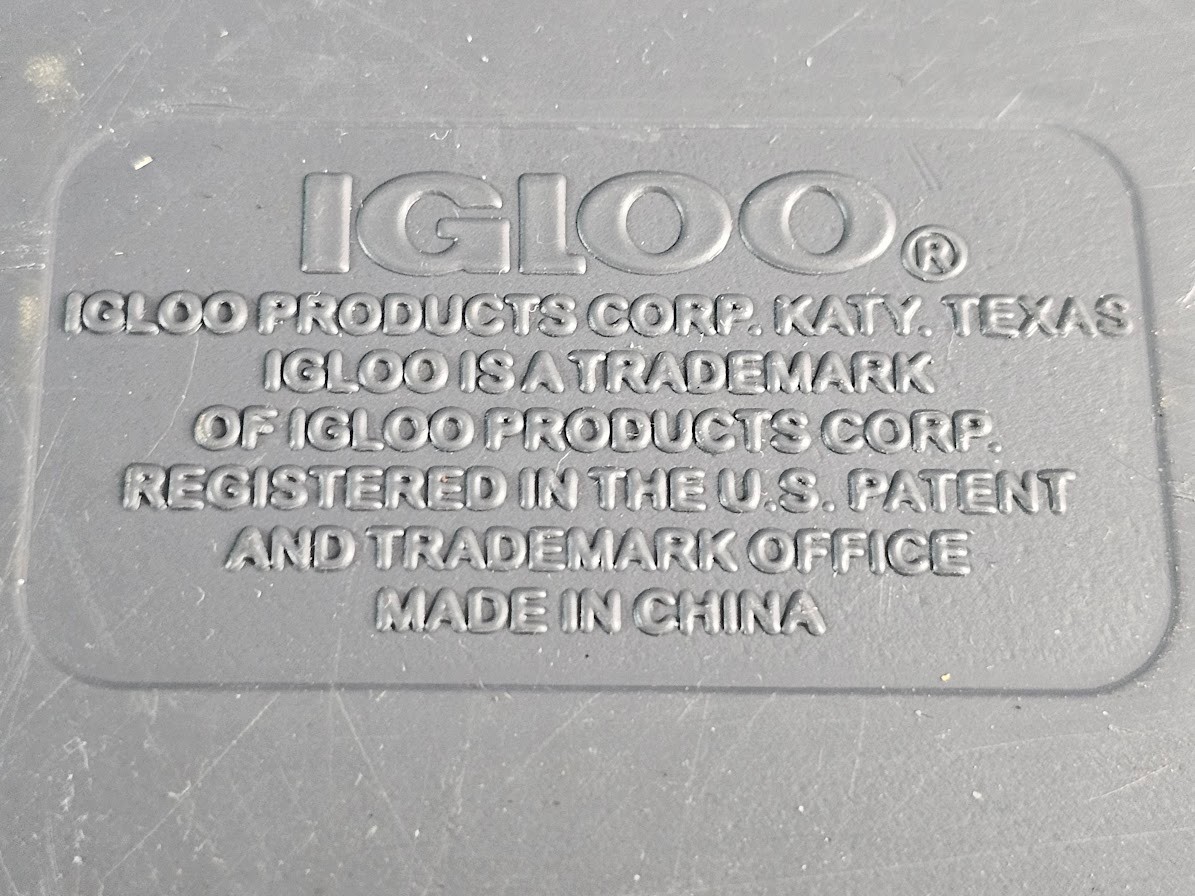 IGLOO®
IGLOO PRODUCTS CORP. KATY, TEXAS
IGLOO IS A TRADEMARK
OF IGLOO PRODUCTS CORP.
REGISTERED IN THE U.S. PATENT
AND TRADEMARK OFFICE
MADE IN CHINA